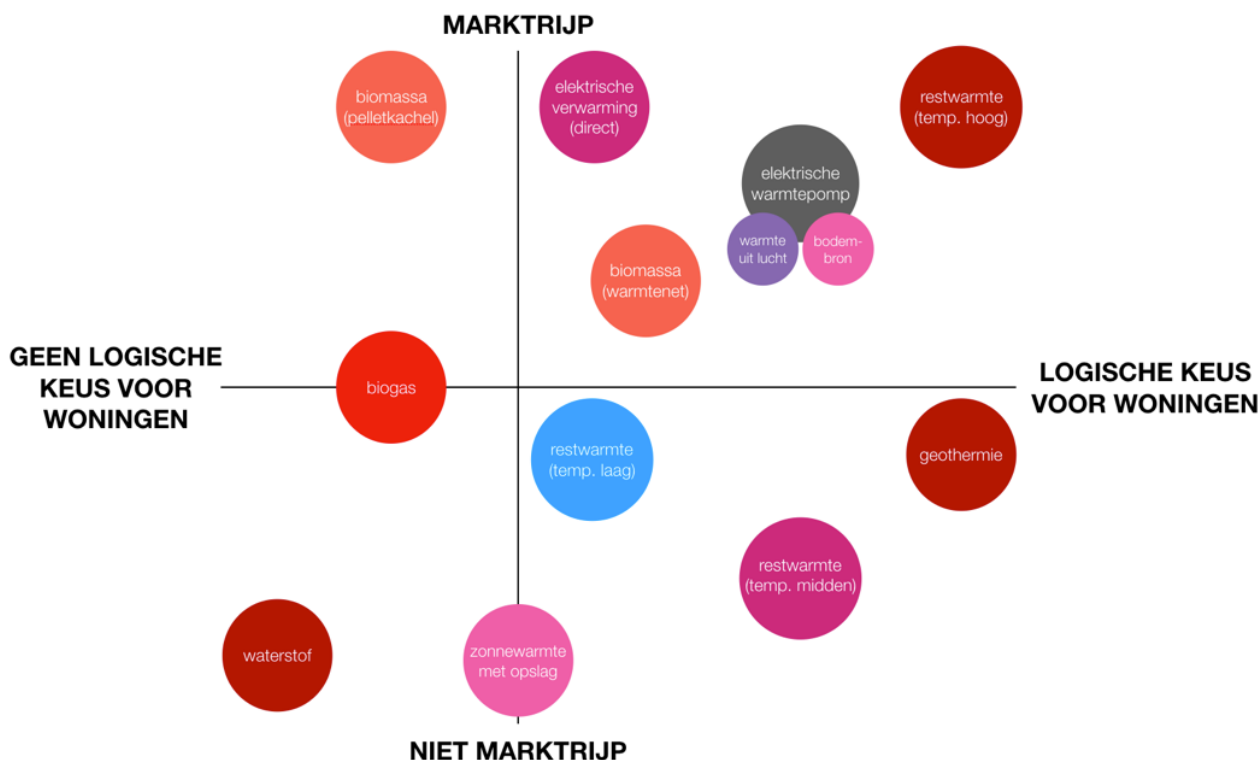 MARKTRIJP
biomassa
(pelletkachel)
elektrische
verwarming
(direct)
restwarmte
(temp. hoog)
elektrische
warmtepomp
warmte
uit lucht
bodem-
bron
biomassa
(warmtenet)
GEEN LOGISCHE
KEUS VOOR
WONINGEN
biogas
LOGISCHE KEUS
VOOR WONINGEN
restwarmte
(temp. laag)
geothermie
restwarmte
(temp. midden)
waterstof
zonnewarmte
met opslag
NIET MARKTRIJP